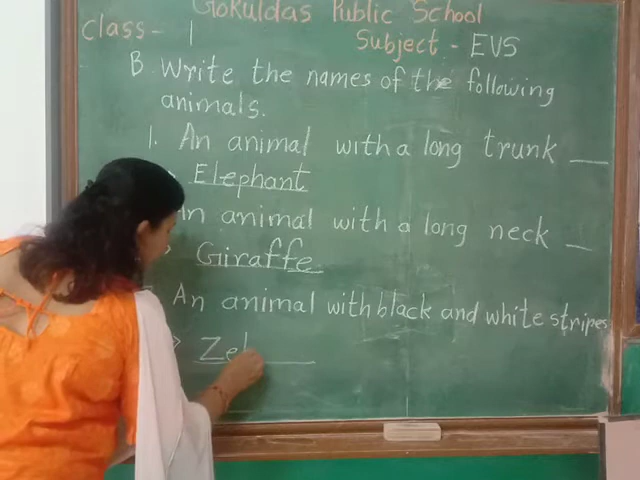 Gokuldas Public School
Class - 1
Subject - EVS
B. Write the names of the following
animals.
1. An animal with a long trunk __
Elephant
An animal with a long neck _
Giraffe
An animal with black and white stripes
Zeb